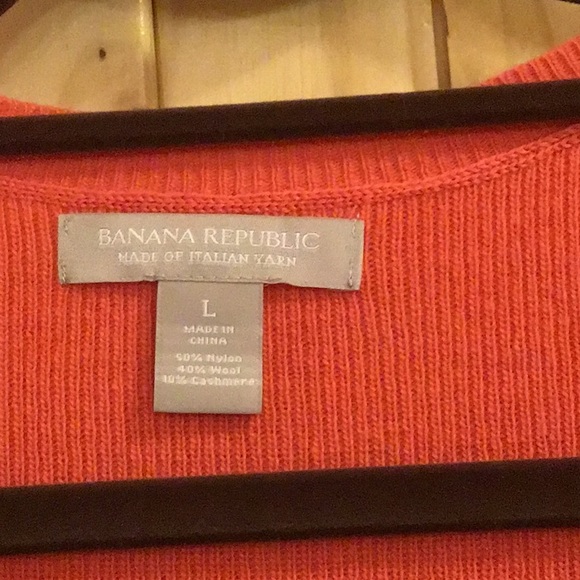 BANANA REPUBLIC
MADE OF ITALIAN YARN
L
MADE IN
CHINA
50% Nylon
40% Wool
10% Cashmere